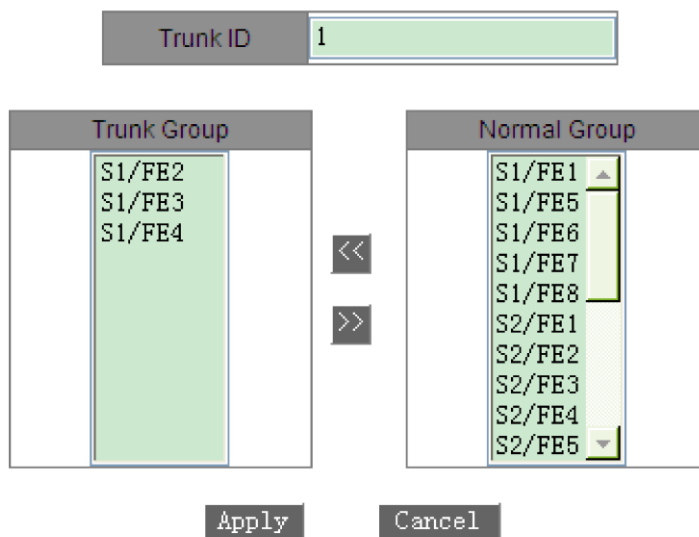 Trunk ID 1
Trunk Group
S1/FE2
S1/FE3
S1/FE4
<<
>>
Normal Group
S1/FE1
S1/FE5
S1/FE6
S1/FE7
S1/FE8
S2/FE1
S2/FE2
S2/FE3
S2/FE4
S2/FE5
Apply Cancel